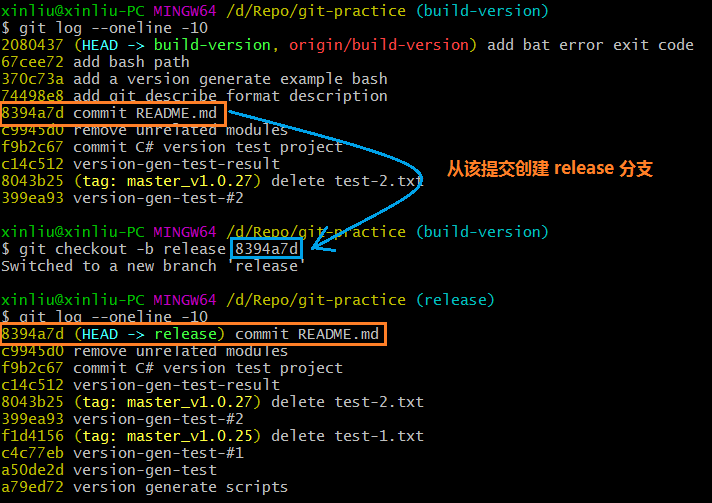 xinliu@xinliu-PC MINGW64 /d/Repo/git-practice (build-version)
$ git log --oneline -10
2080437 (HEAD -> build-version, origin/build-version) add bat error exit code
67cee72 add bash path
370c73a add a version generate example bash
74498e8 add git describe format description
8394a7d commit README.md
c9945d0 remove unrelated modules
f9b2c67 commit C# version test project
从该提交创建 release 分支
c14c512 version-gen-test-result
8043b25 (tag: master_v1.0.27) delete test-2.txt
399ea93 version-gen-test-#2
xinliu@xinliu-PC MINGW64 /d/Repo/git-practice (build-version)
$ git checkout -b release 8394a7d
Switched to a new branch 'release'
xinliu@xinliu-PC MINGW64 /d/Repo/git-practice (release)
$ git log --oneline -10
8394a7d (HEAD -> release) commit README.md
c9945d0 remove unrelated modules
f9b2c67 commit C# version test project
c14c512 version-gen-test-result
8043b25 (tag: master_v1.0.27) delete test-2.txt
399ea93 version-gen-test-#2
f1d4156 (tag: master_v1.0.25) delete test-1.txt
c4c77eb version-gen-test-#1
a50de2d version-gen-test
a79ed72 version generate scripts